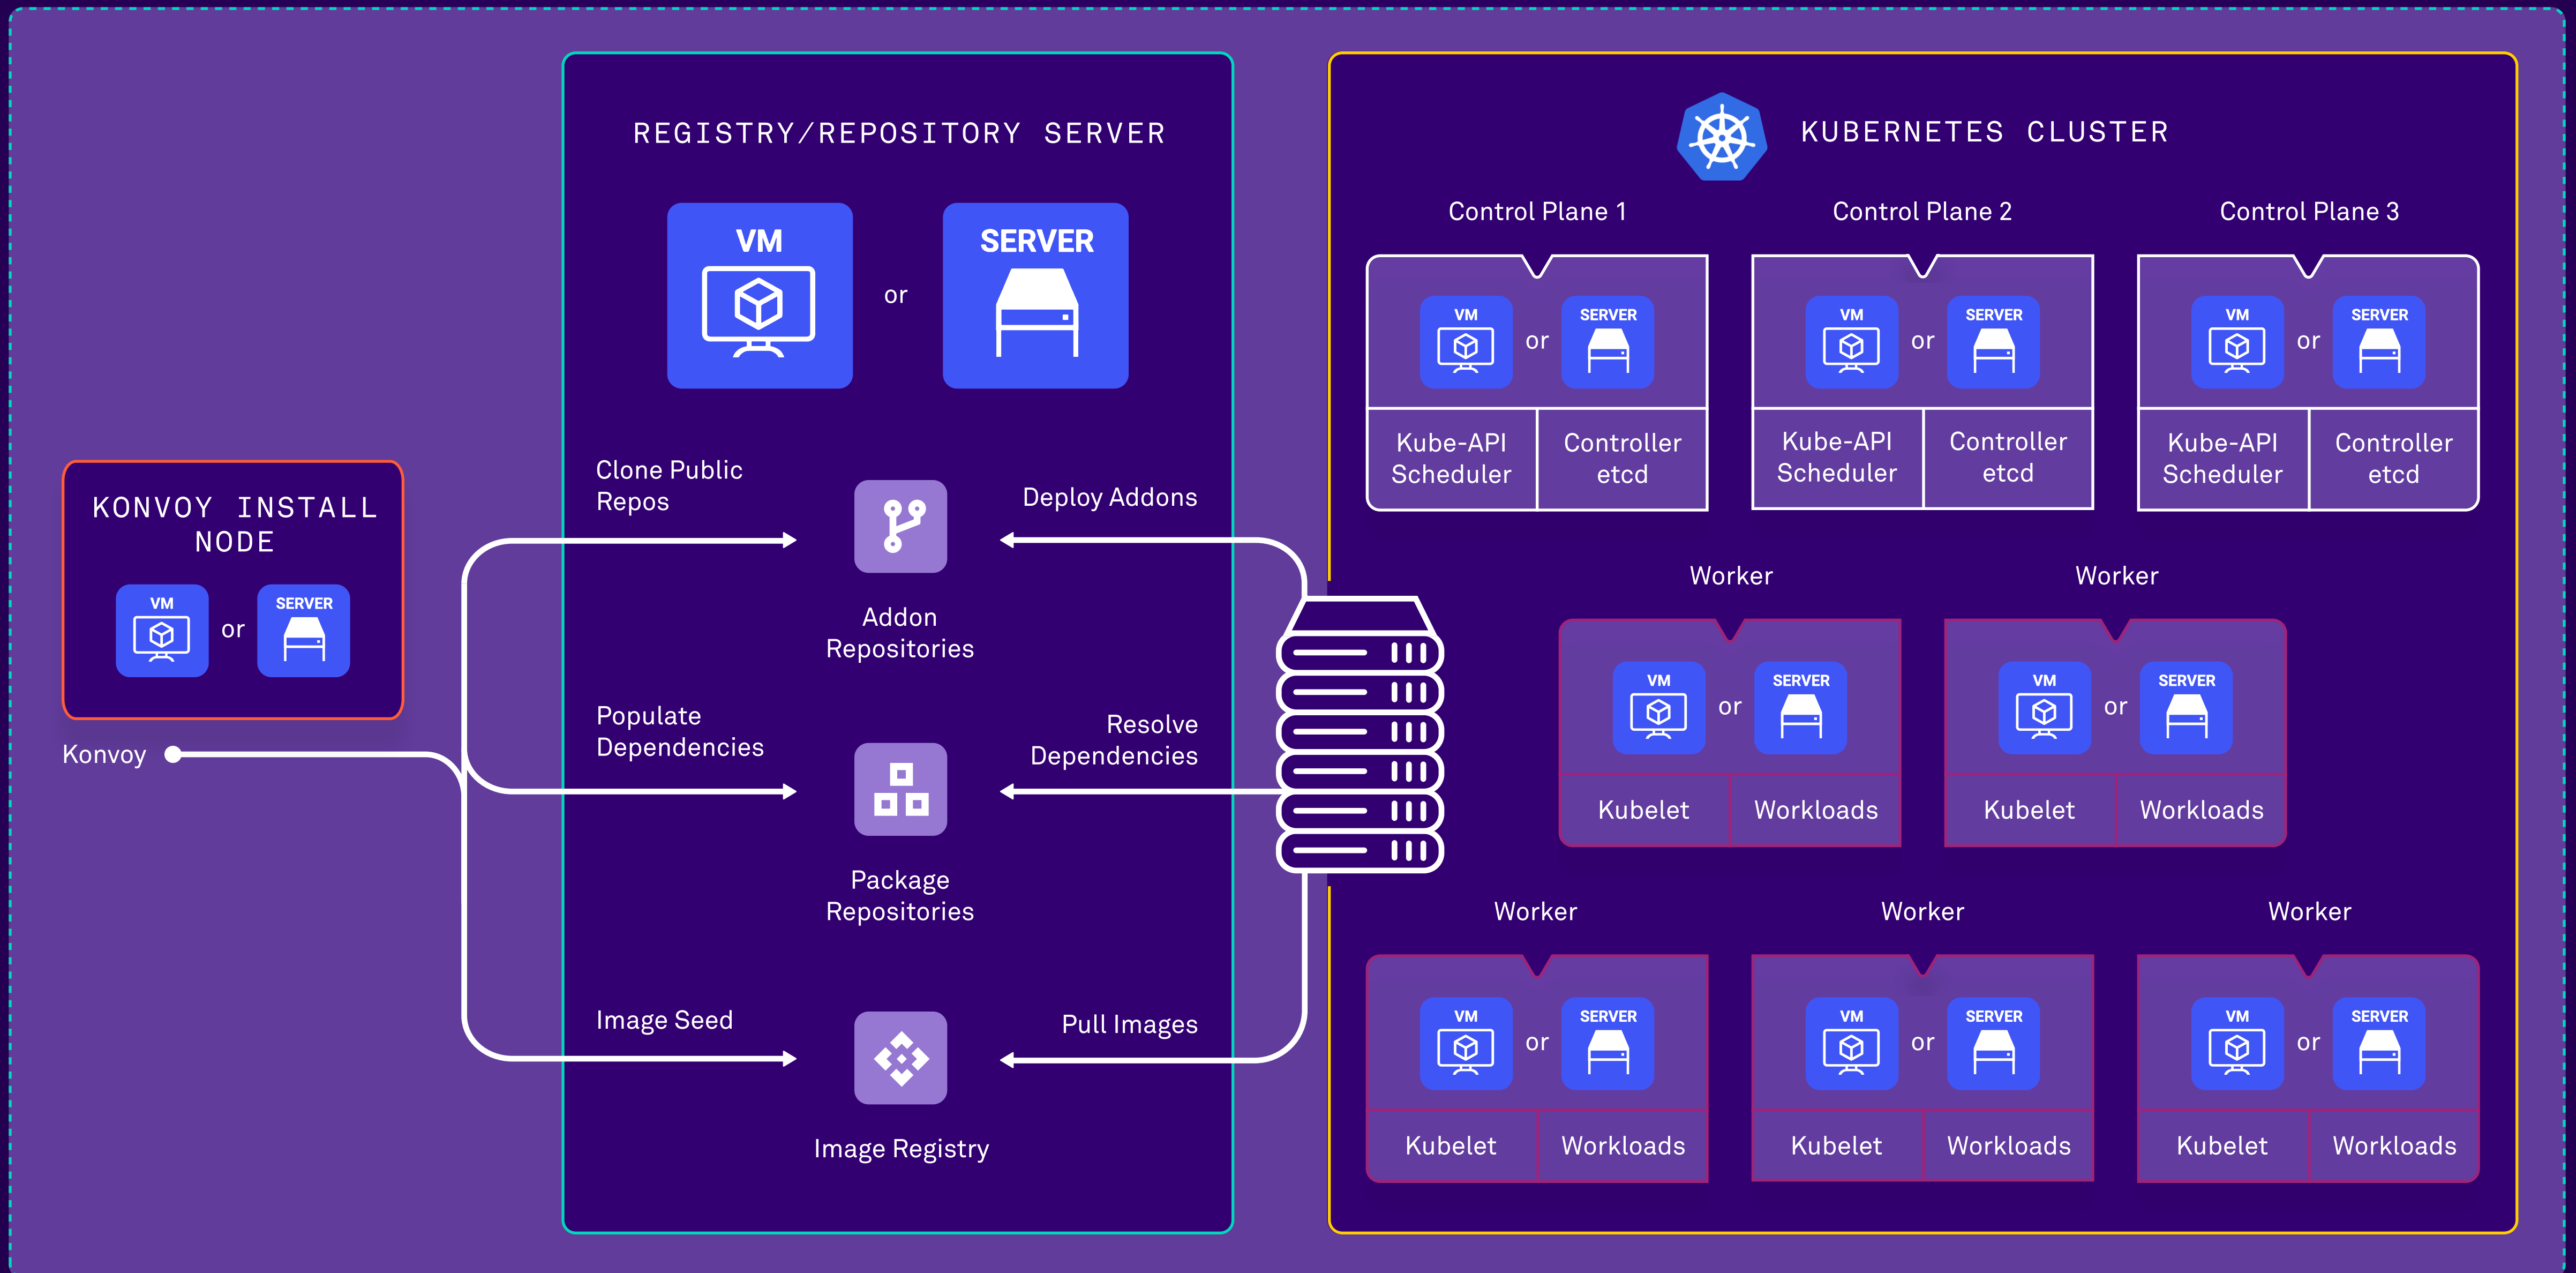 KONVOY INSTALL
NODE
VM
or
SERVER
Konvoy
REGISTRY/REPOSITORY SERVER
VM
or
SERVER
Clone Public
Repos
Deploy Addons
Addon
Repositories
Populate
Dependencies
Resolve
Dependencies
Package
Repositories
Image Seed
Pull Images
Image Registry
KUBERNETES CLUSTER
Control Plane 1
VM
or
SERVER
Kube-API
Scheduler
Controller
etcd
Control Plane 2
VM
or
SERVER
Kube-API
Scheduler
Controller
etcd
Control Plane 3
VM
or
SERVER
Kube-API
Scheduler
Controller
etcd
Worker
VM
or
SERVER
Kubelet
Workloads
Worker
VM
or
SERVER
Kubelet
Workloads
Worker
VM
or
SERVER
Kubelet
Workloads
Worker
VM
or
SERVER
Kubelet
Workloads
Worker
VM
or
SERVER
Kubelet
Workloads